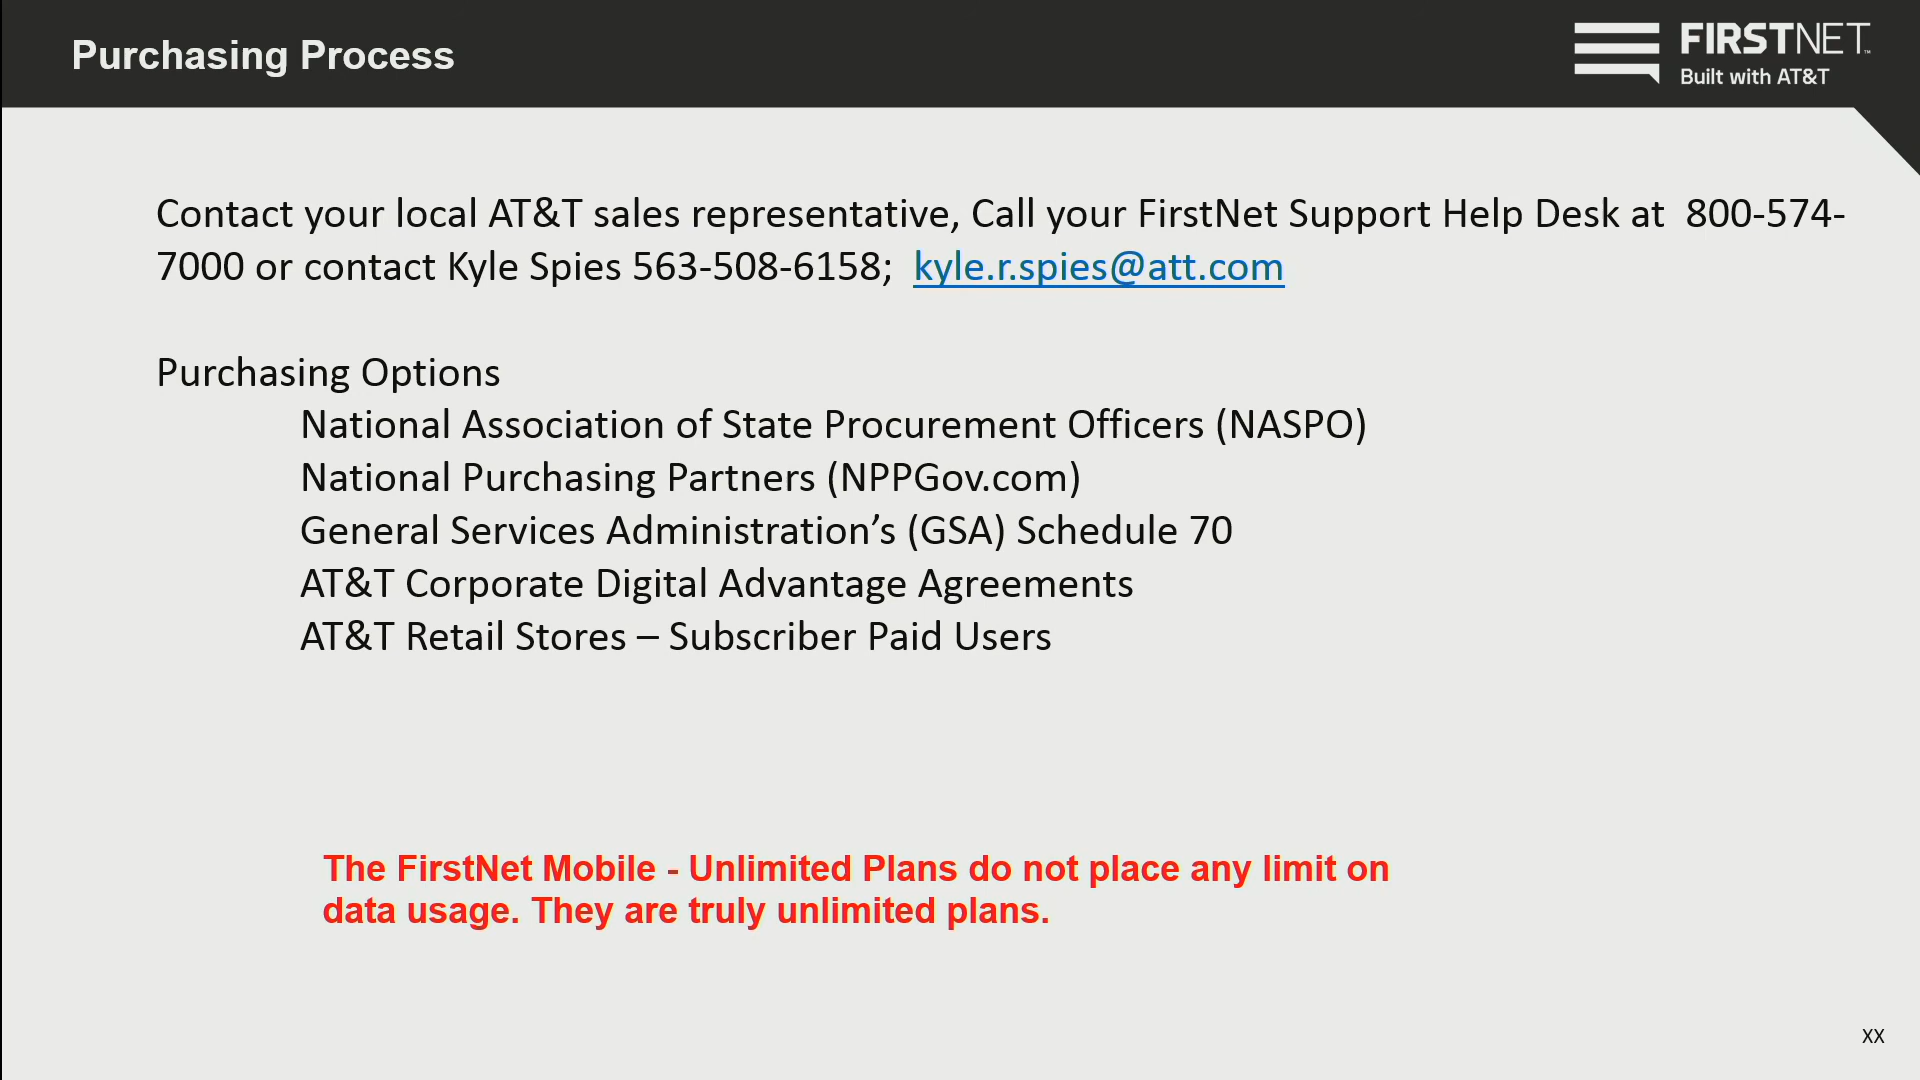 Purchasing Process
FIRSTNET™
Built with AT&T
Contact your local AT&T sales representative, Call your FirstNet Support Help Desk at  800-574-
7000 or contact Kyle Spies 563-508-6158;  kyle.r.spies@att.com
Purchasing Options
National Association of State Procurement Officers (NASPO)
National Purchasing Partners (NPPGov.com)
General Services Administration’s (GSA) Schedule 70
AT&T Corporate Digital Advantage Agreements
AT&T Retail Stores – Subscriber Paid Users
The FirstNet Mobile - Unlimited Plans do not place any limit on
data usage. They are truly unlimited plans.
XX